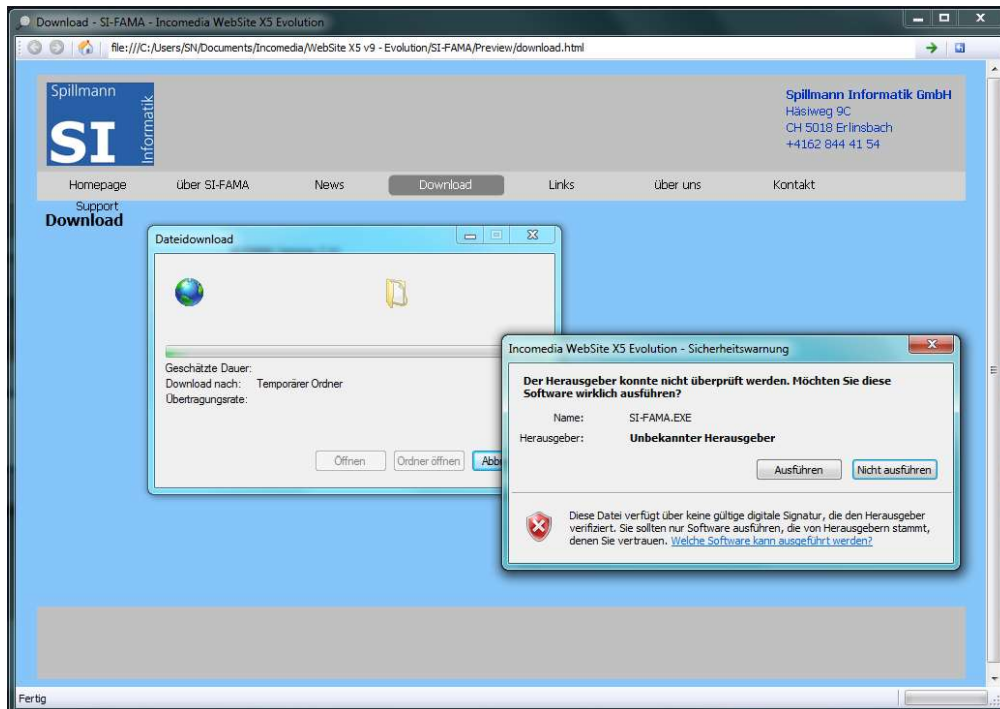 Download - SI-FAMA - Incomedia WebSite X5 Evolution
file:///C:/Users/SN/Documents/Incomedia/WebSite X5 v9 - Evolution/SI-FAMA/Preview/download.html
Spillmann
SI
Informatik
Spillmann Informatik GmbH
Häsiweg 9C
CH 5018 Erlinsbach
+4162 844 41 54
Homepage über SI-FAMA News Download Links über uns Kontakt
Support
Download
Dateidownload
Geschätzte Dauer:
Download nach: Temporärer Ordner
Übertragungsrate:
Öffnen Ordner öffnen
Incomedia WebSite X5 Evolution - Sicherheitswarnung
Der Herausgeber konnte nicht überprüft werden. Möchten Sie diese
Software wirklich ausführen?
Name: SI-FAMA.EXE
Herausgeber: Unbekannter Herausgeber
Ausführen Nicht ausführen
Diese Datei verfügt über keine gültige digitale Signatur, die den Herausgeber
verifiziert. Sie sollten nur Software ausführen, die von Herausgebern stammt,
denen Sie vertrauen. Welche Software kann ausgeführt werden?
Fertig